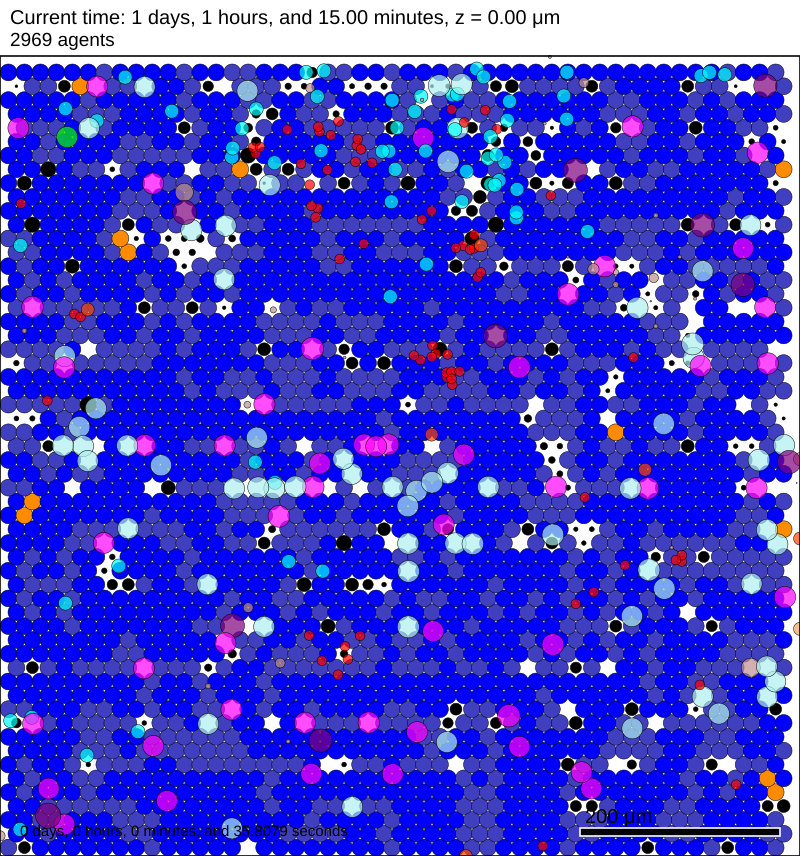 Current time: 1 days, 1 hours, and 15.00 minutes, z = 0.00 μm
2969 agents
200 μm
0 days, 0 hours, 0 minutes, and 35.8079 seconds